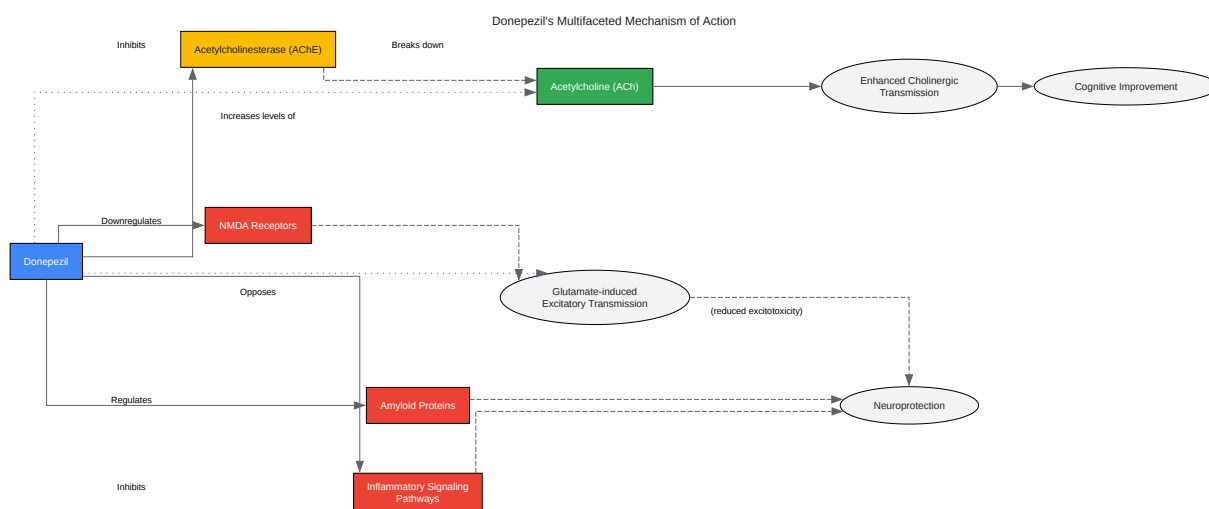 Donepezil's Multifaceted Mechanism of Action
Inhibits
Acetylcholinesterase (AChE)
Breaks down
Acetylcholine (ACh)
Enhanced Cholinergic
Transmission
Cognitive Improvement
Increases levels of
Downregulates
NMDA Receptors
Donepezil
Opposes
Glutamate-induced
Excitatory Transmission
(reduced excitotoxicity)
Regulates
Amyloid Proteins
Neuroprotection
Inhibits
Inflammatory Signaling
Pathways